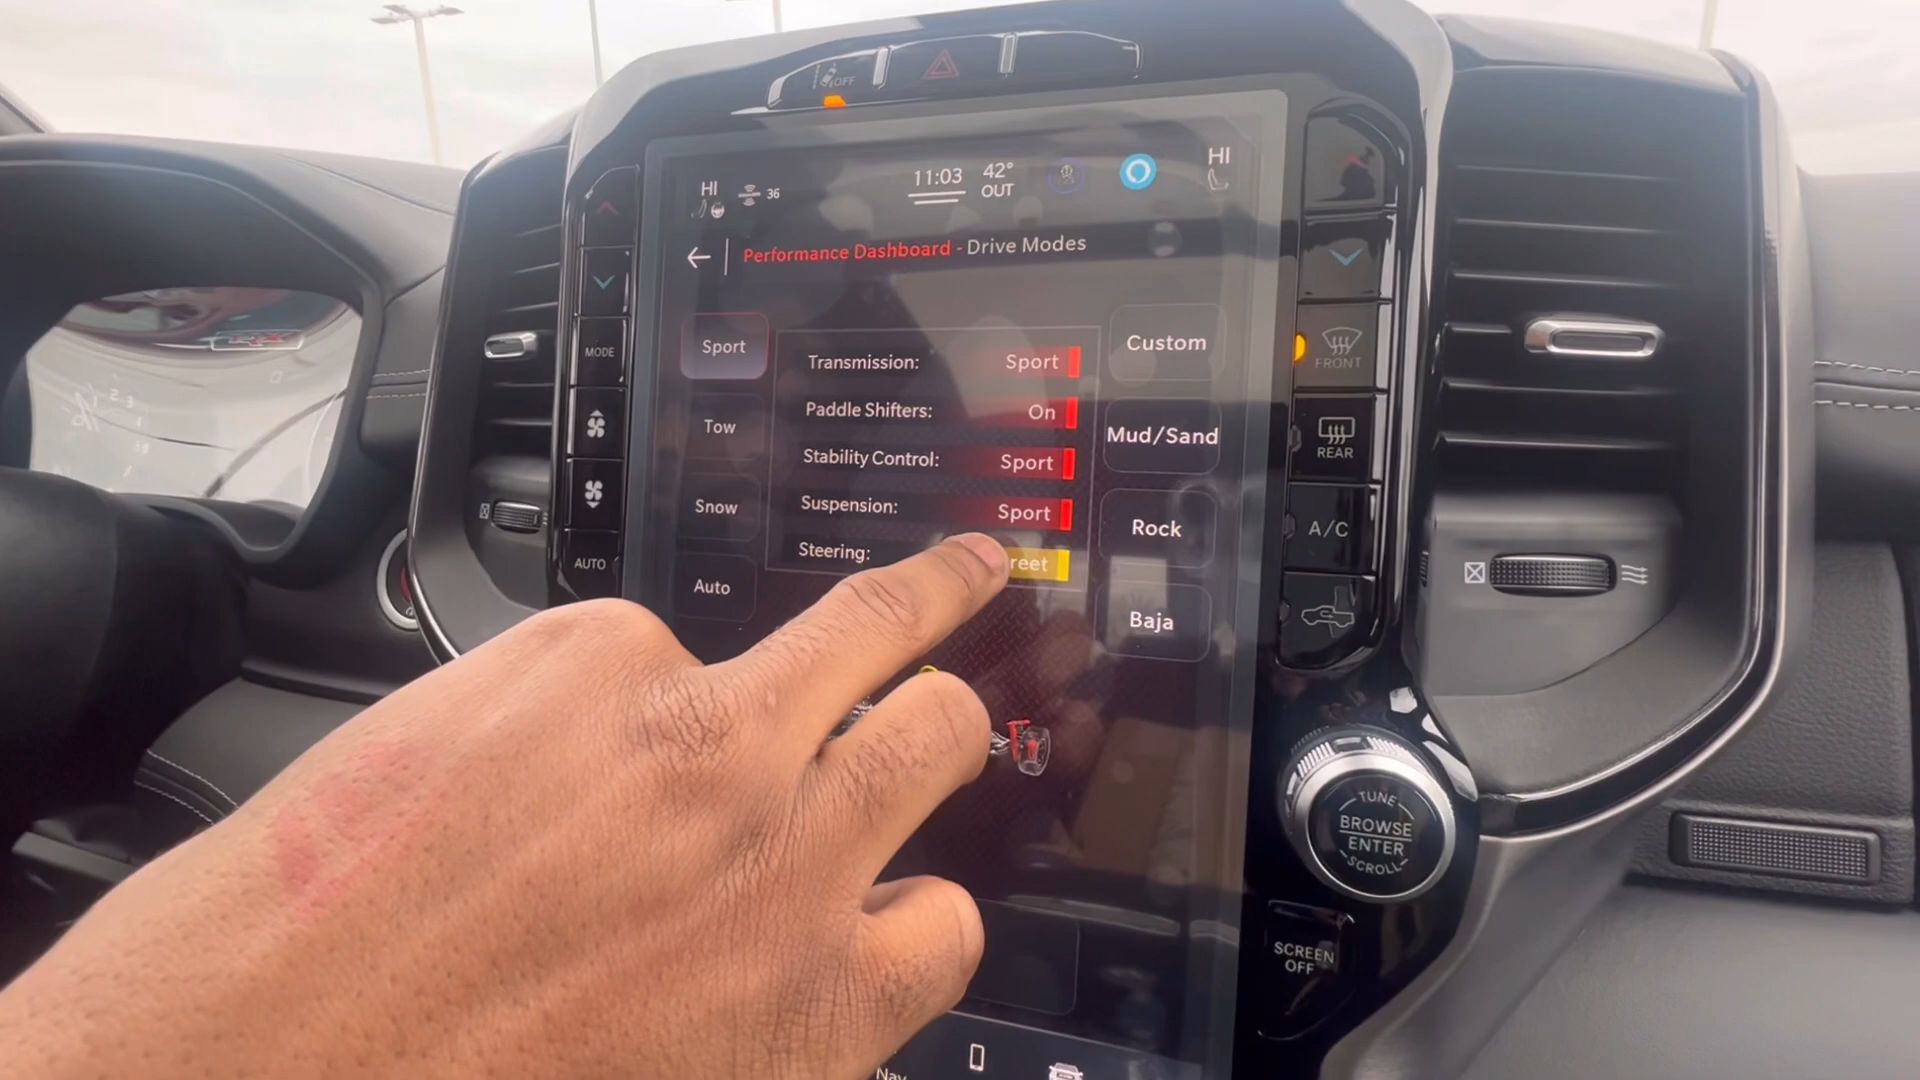 OFF
HI
36
11:03
42°
OUT
HI
Performance Dashboard - Drive Modes
Sport
Tow
Snow
Auto
Transmission: Sport
Paddle Shifters: On
Stability Control: Sport
Suspension: Sport
Steering: reet
Custom
Mud/Sand
Rock
Baja
MODE
AUTO
FRONT
REAR
A/C
TUNE
BROWSE
ENTER
SCROLL
SCREEN
OFF
Nav